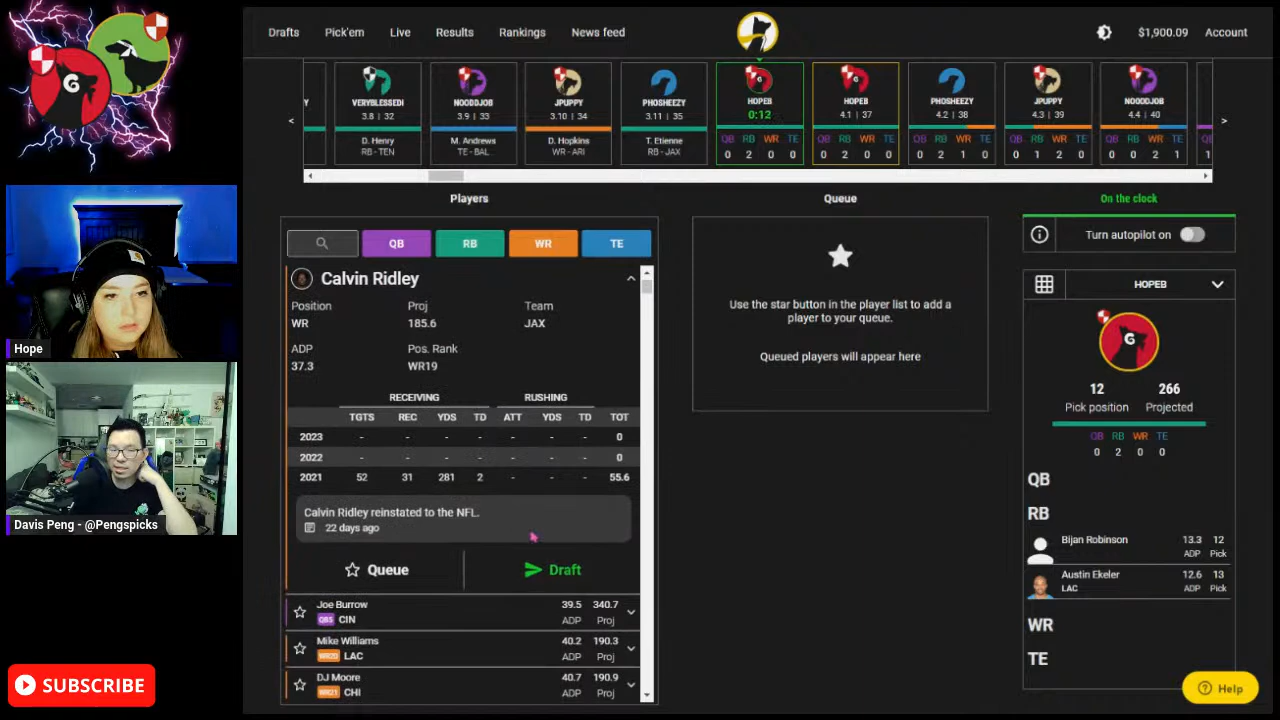 Drafts
Pick'em
Live
Results
Rankings
News feed
$1,900.09
Account
Y
VERYBLESSEDI
3.8 | 32
D. Henry
RB - TEN
NOODDJOB
3.9 | 33
M. Andrews
TE - BAL
JPUPPY
3.10 | 34
D. Hopkins
WR - ARI
PHOSHEEZY
3.11 | 35
T. Etienne
RB - JAX
G
HOPEB
0:12
QB RB WR TE
0 2 0 0
G
HOPEB
4.1 | 37
QB RB WR TE
0 2 0 0
PHOSHEEZY
4.2 | 38
QB RB WR TE
0 2 1 0
JPUPPY
4.3 | 39
QB RB WR TE
0 1 2 0
NOODDJOB
4.4 | 40
QB RB WR TE
0 0 2 1
1
<
>
Players
Queue
On the clock
QB
RB
WR
TE
Calvin Ridley
Position
Proj
Team
WR
185.6
JAX
ADP
Pos. Rank
37.3
WR19
RECEIVING
RUSHING
TGTS REC YDS TD ATT YDS TD TOT
2023 - - - - - - - 0
2022 - - - - - - - 0
2021 52 31 281 2 - - - 55.6
Calvin Ridley reinstated to the NFL.
22 days ago
Queue
Draft
Joe Burrow 39.5 340.7
QB5 CIN ADP Proj
Mike Williams 40.2 190.3
WR20 LAC ADP Proj
DJ Moore 40.7 190.9
WR21 CHI ADP Proj
Use the star button in the player list to add a
player to your queue.
Queued players will appear here
Turn autopilot on
HOPEB
G
12 266
Pick position Projected
QB RB WR TE
0 2 0 0
QB
RB
Bijan Robinson 13.3 12
ADP Pick
Austin Ekeler 12.6 13
LAC ADP Pick
WR
TE
Help
G
Hope
Davis Peng - @Pengspicks
SUBSCRIBE